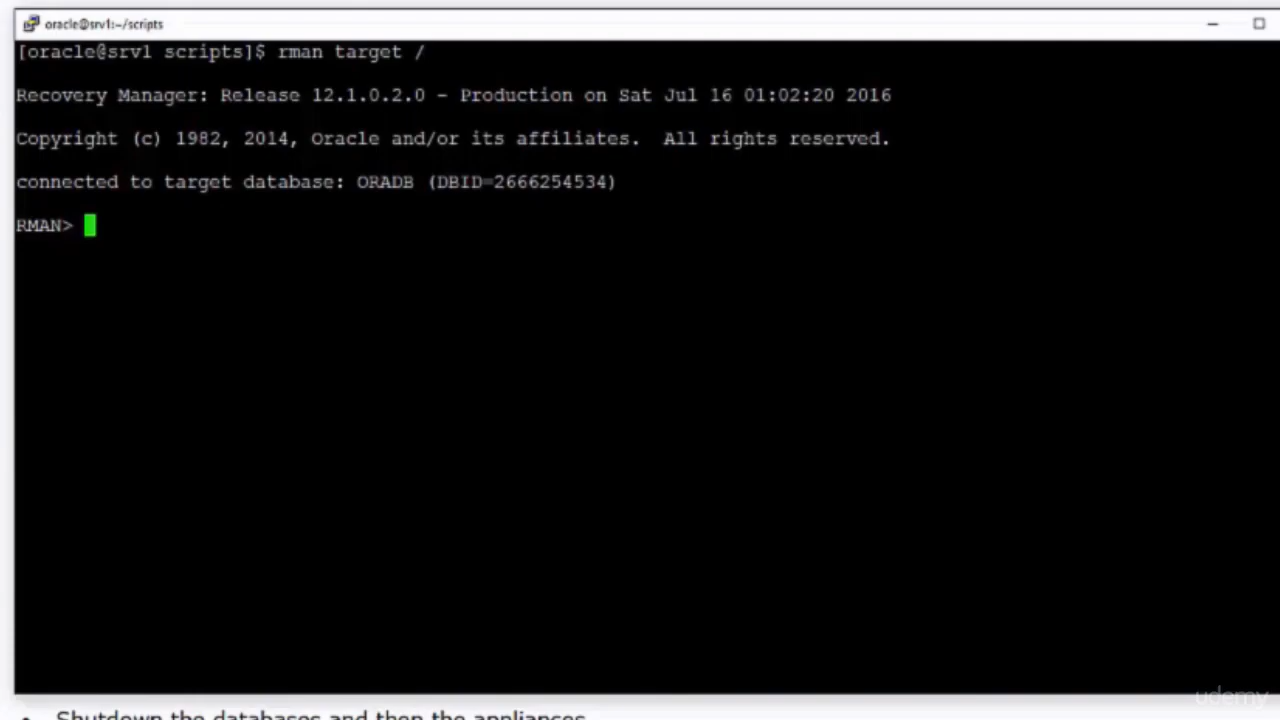 oracle@srv1:~/scripts
[oracle@srv1 scripts]$ rman target /
Recovery Manager: Release 12.1.0.2.0 - Production on Sat Jul 16 01:02:20 2016
Copyright (c) 1982, 2014, Oracle and/or its affiliates.  All rights reserved.
connected to target database: ORADB (DBID=2666254534)
RMAN>
udemy
• Shutdown the databases and then the appliances